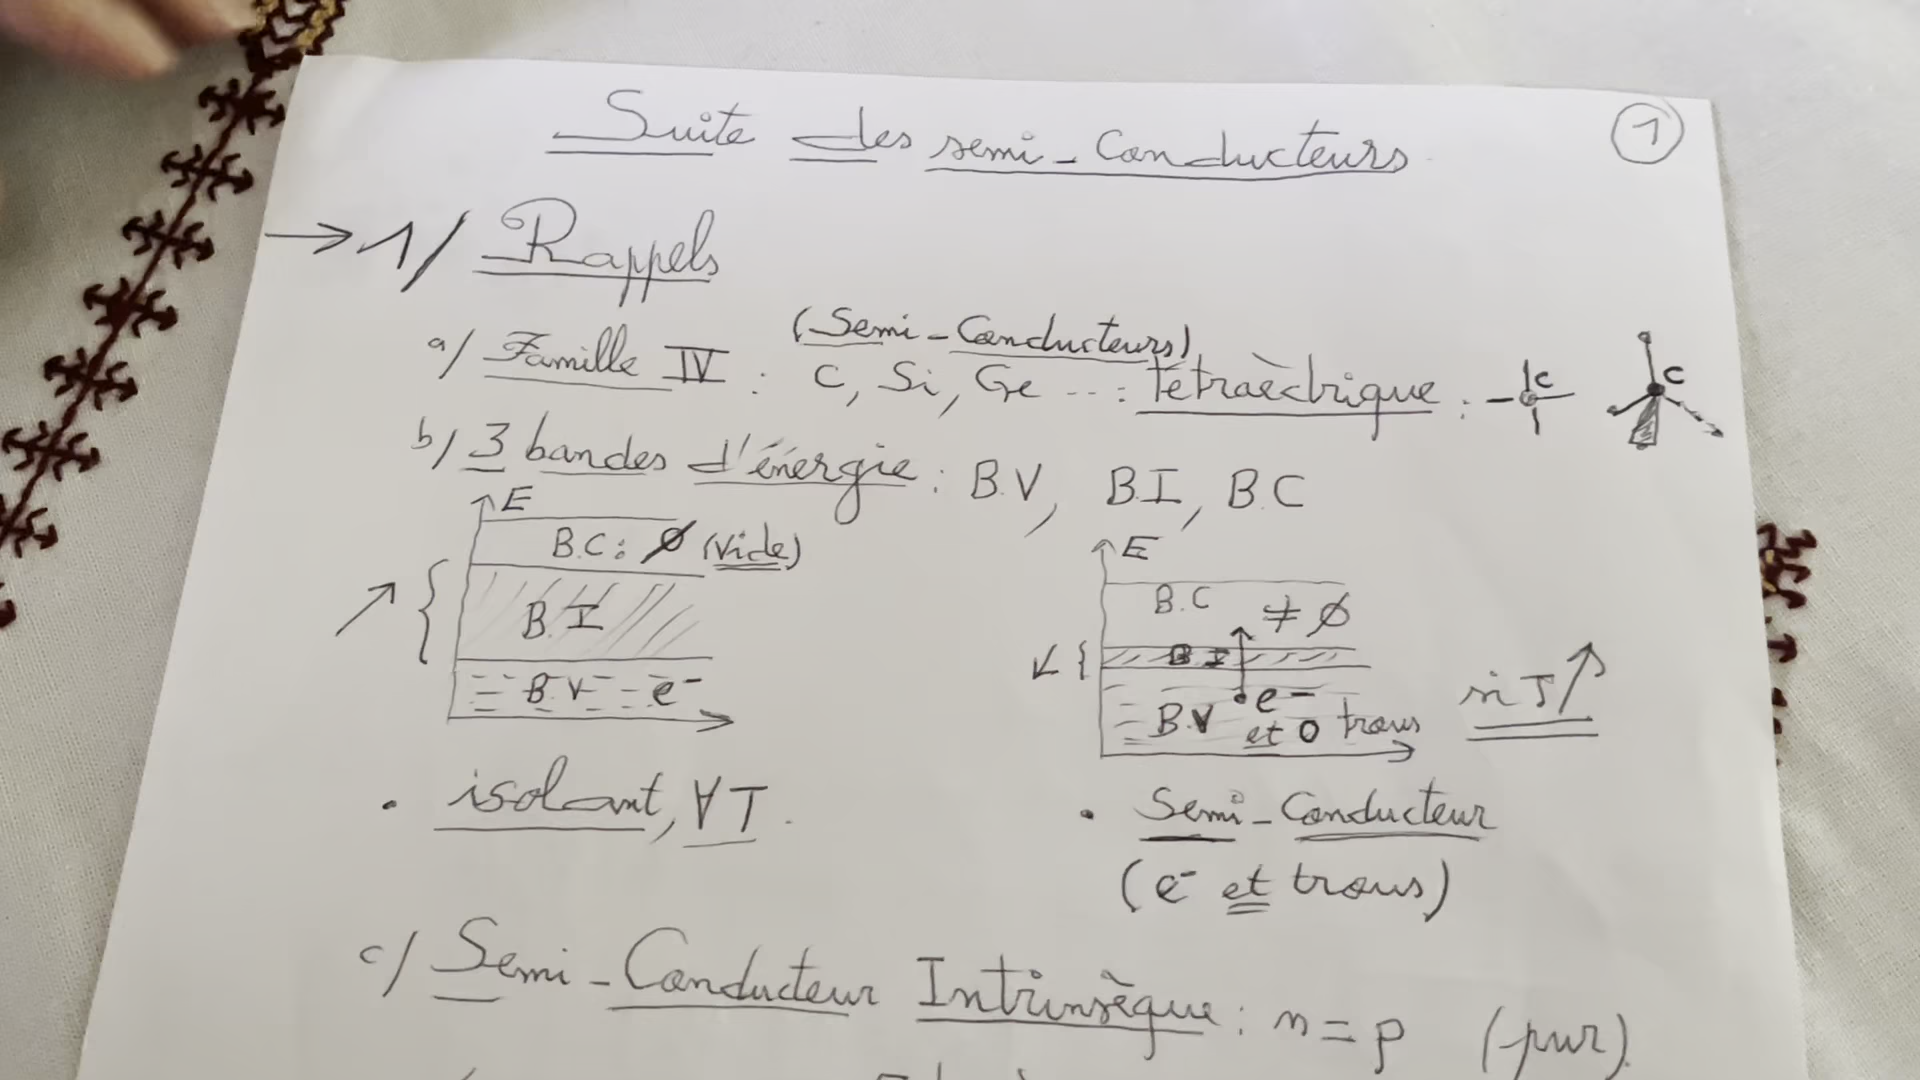 Suite des semi-Conducteurs
1
→ 1/ Rappels
(Semi-Conducteurs)
a/ Famille IV : C, Si, Ge ... : tétraèdrique : C C
b/ 3 bandes d'énergie : B.V, B.I, B.C
E
B.C : ∅ (vide)
B.I
B.V e⁻
E
B.C ≠ ∅
B I
B.V e⁻
et 0 trous
si T↗
• isolant, ∀T.
• Semi-Conducteur
(e⁻ et trous)
c/ Semi-Conducteur Intrinsèque : n = p (pur).